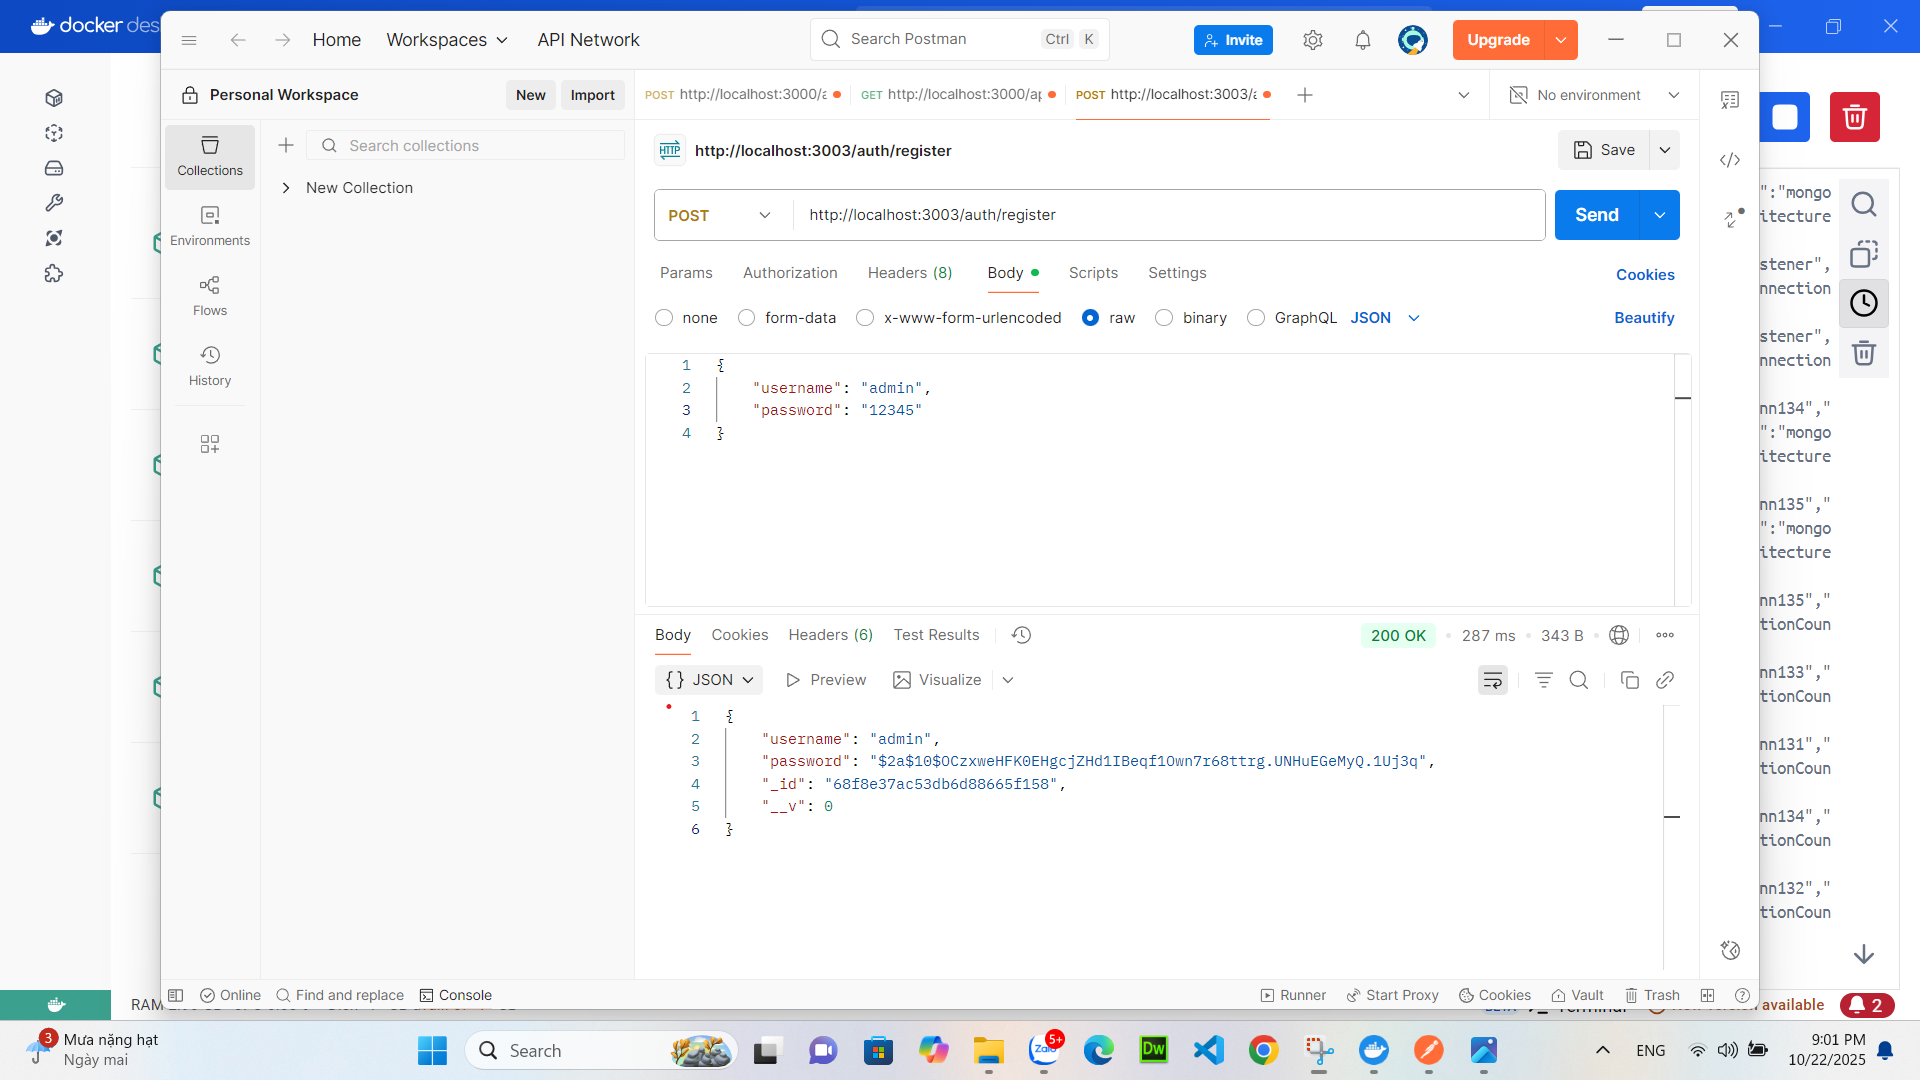 docker des
Home
Workspaces
API Network
Search Postman
Ctrl
K
Invite
Upgrade
Personal Workspace
New
Import
POST http://localhost:3000/a
GET http://localhost:3000/ap
POST http://localhost:3003/a
No environment
Collections
Search collections
New Collection
Environments
Flows
History
HTTP
http://localhost:3003/auth/register
Save
POST
http://localhost:3003/auth/register
Send
Params
Authorization
Headers (8)
Body
Scripts
Settings
Cookies
none
form-data
x-www-form-urlencoded
raw
binary
GraphQL
JSON
Beautify
1 {
2 "username": "admin",
3 "password": "12345"
4 }
Body
Cookies
Headers (6)
Test Results
200 OK
287 ms
343 B
{} JSON
Preview
Visualize
1 {
2 "username": "admin",
3 "password": "$2a$10$OCzxweHFK0EHgcjZHd1IBeqf1Own7r68ttrg.UNHuEGeMyQ.1Uj3q",
4 "_id": "68f8e37ac53db6d88665f158",
5 "__v": 0
6 }
":"mongo
itecture
stener",
nnection
stener",
nnection
nn134","
":"mongo
itecture
nn135","
":"mongo
itecture
nn135","
tionCoun
nn133","
tionCoun
nn131","
tionCoun
nn134","
tionCoun
nn132","
tionCoun
Online
Find and replace
Console
Runner
Start Proxy
Cookies
Vault
Trash
RAM
available
2
3
Mưa nặng hạt
Ngày mai
Search
Zalo
5+
Dw
ENG
9:01 PM
10/22/2025